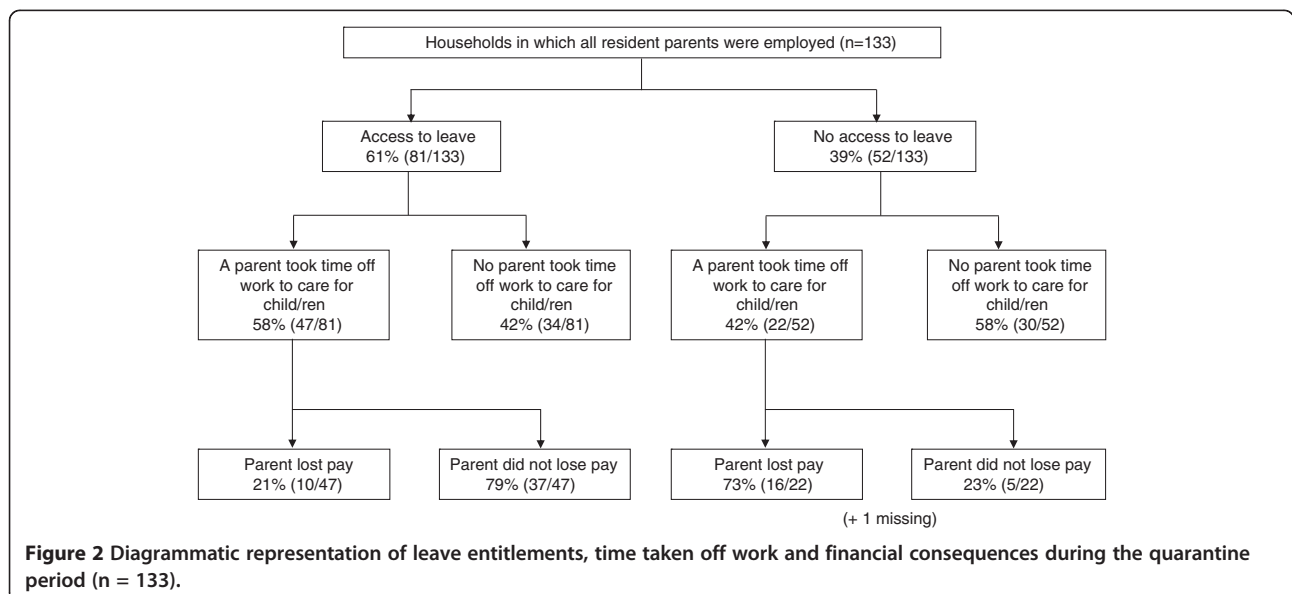 Households in which all resident parents were employed (n=133)
Access to leave
61% (81/133)
No access to leave
39% (52/133)
A parent took time off
work to care for
child/ren
58% (47/81)
No parent took time
off work to care for
child/ren
42% (34/81)
A parent took time off
work to care for
child/ren
42% (22/52)
No parent took time
off work to care for
child/ren
58% (30/52)
Parent lost pay
21% (10/47)
Parent did not lose pay
79% (37/47)
Parent lost pay
73% (16/22)
Parent did not lose pay
23% (5/22)
(+ 1 missing)
Figure 2 Diagrammatic representation of leave entitlements, time taken off work and financial consequences during the quarantine
period (n = 133).